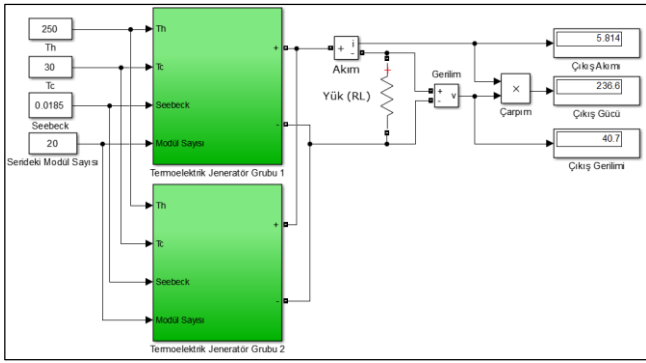 250
Th
30
Tc
0.0185
Seebeck
20
Serideki Modül Sayısı
Th
Tc
Seebeck
Modül Sayısı
+
-
Termoelektrik Jeneratör Grubu 1
Th
Tc
Seebeck
Modül Sayısı
+
-
Termoelektrik Jeneratör Grubu 2
+ i -
Akım
+
Yük (RL)
Gerilim
+ - v
×
Çarpım
5.814
Çıkış Akımı
236.6
Çıkış Gücü
40.7
Çıkış Gerilimi